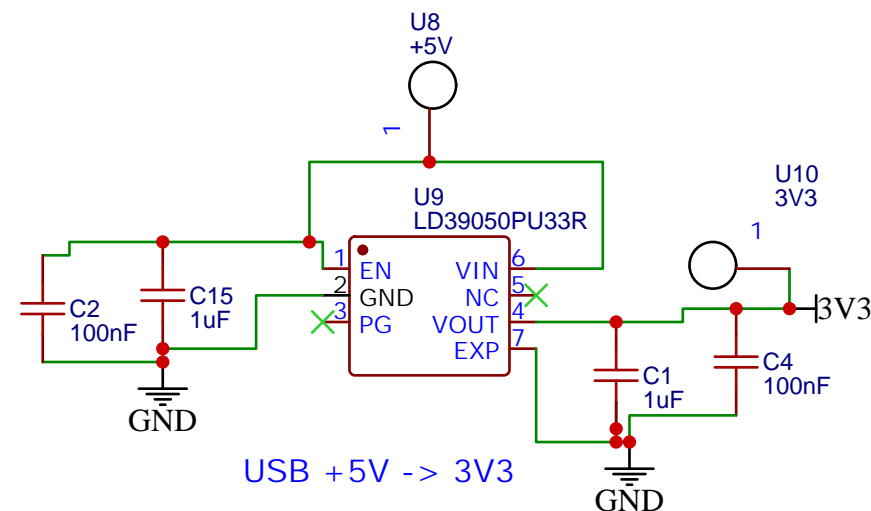 U8
+5V
1
U10
3V3
1
U9
LD39050PU33R
1
EN
VIN
6
2
GND
NC
5
3
PG
VOUT
4
EXP
7
3V3
C2
100nF
C15
1uF
C1
1uF
C4
100nF
GND
USB +5V -> 3V3
GND